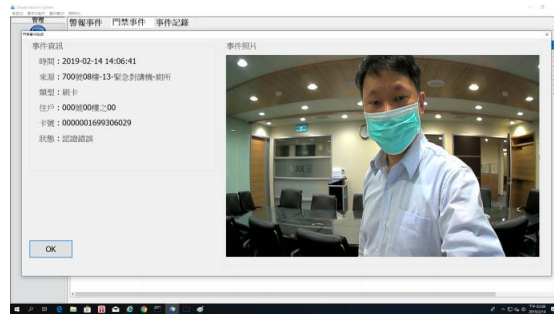 管理
警報事件 門禁事件 事件記錄
事件資訊
事件照片
時間：2019-02-14 14:06:41
來源：700號08樓-13-緊急對講機-廁所
類型：刷卡
住戶：000號00樓之00
卡號：0000001699306029
狀態：認證錯誤
OK